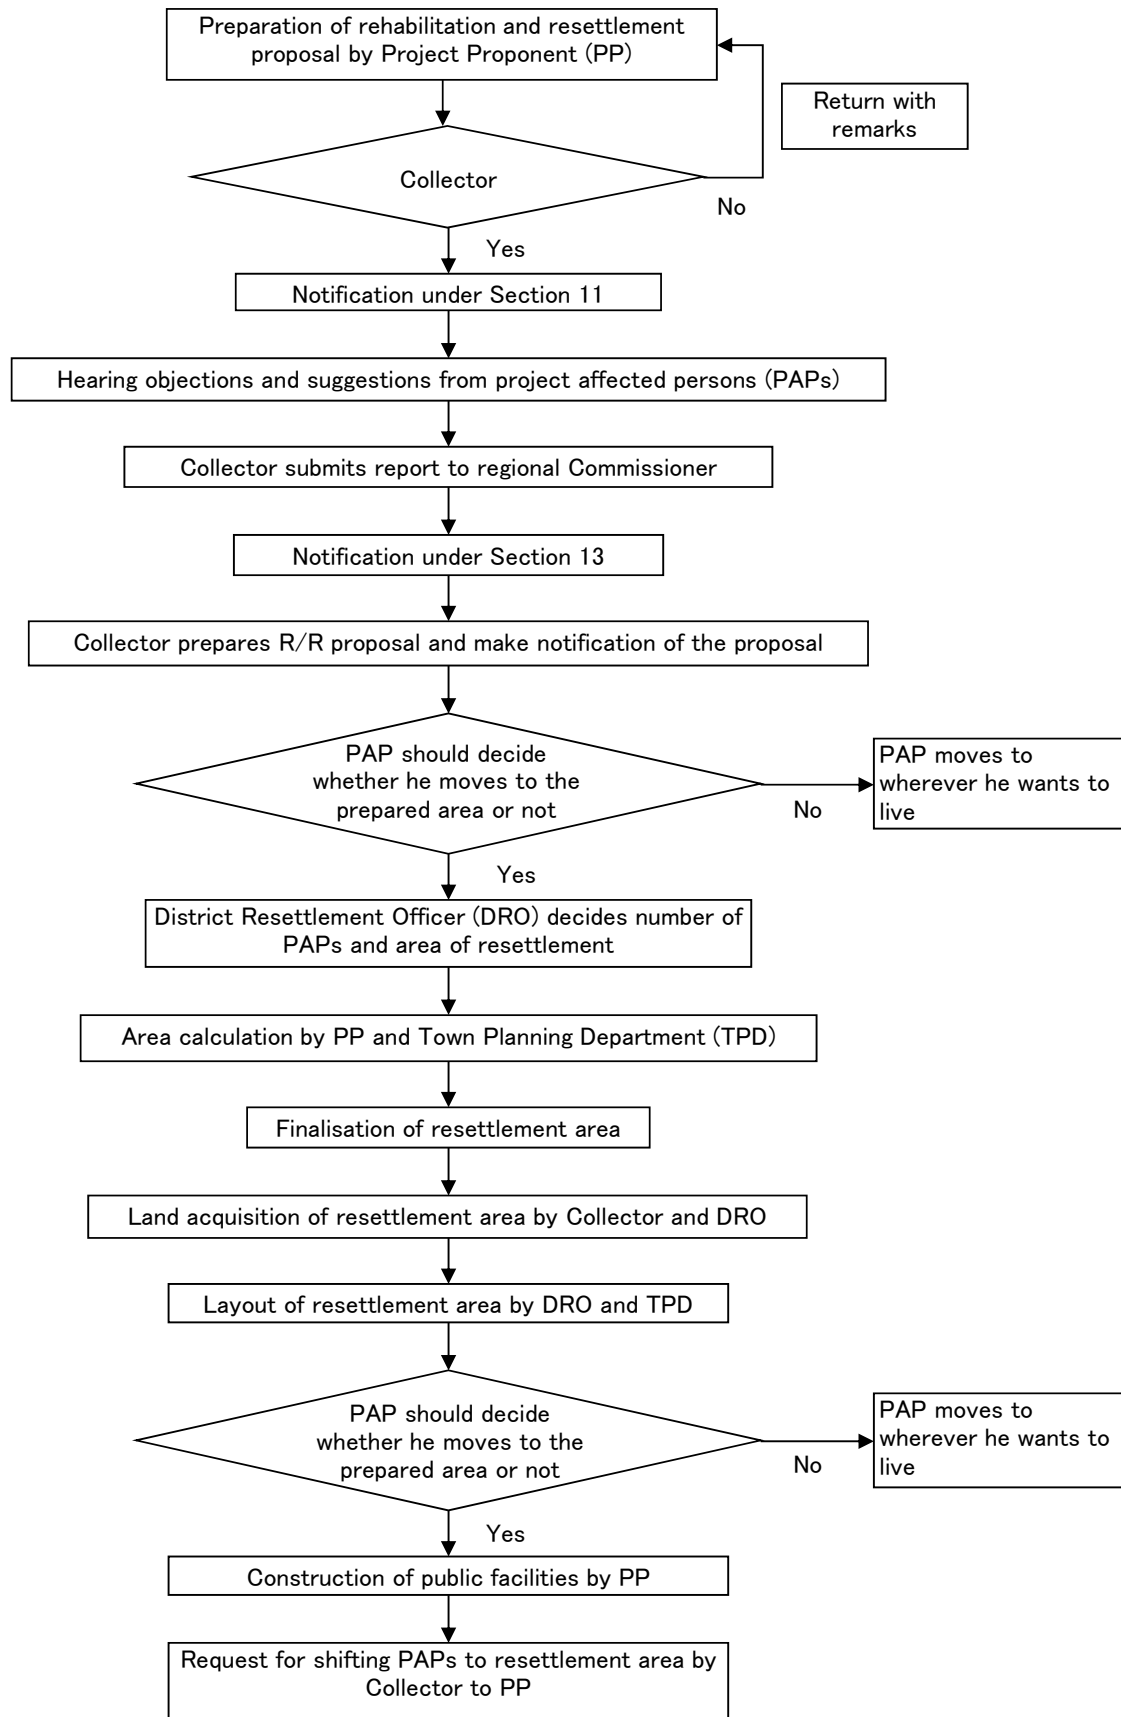 Preparation of rehabilitation and resettlement
proposal by Project Proponent (PP)
Return with
remarks
Collector
No
Yes
Notification under Section 11
Hearing objections and suggestions from project affected persons (PAPs)
Collector submits report to regional Commissioner
Notification under Section 13
Collector prepares R/R proposal and make notification of the proposal
PAP should decide
whether he moves to the
prepared area or not
No
PAP moves to
wherever he wants to
live
Yes
District Resettlement Officer (DRO) decides number of
PAPs and area of resettlement
Area calculation by PP and Town Planning Department (TPD)
Finalisation of resettlement area
Land acquisition of resettlement area by Collector and DRO
Layout of resettlement area by DRO and TPD
PAP should decide
whether he moves to the
prepared area or not
No
PAP moves to
wherever he wants to
live
Yes
Construction of public facilities by PP
Request for shifting PAPs to resettlement area by
Collector to PP